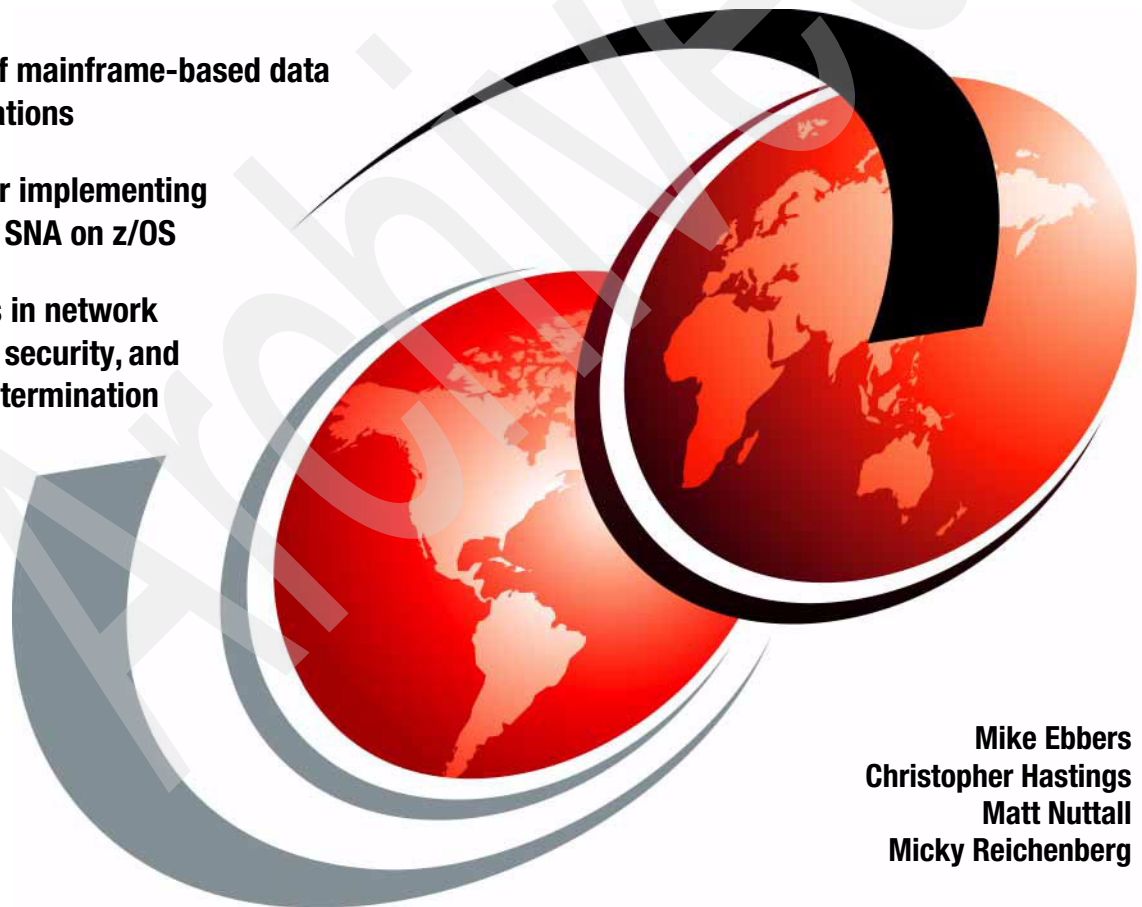 f mainframe-based data
ations
r implementing
SNA on z/OS
s in network
security, and
termination
Mike Ebbers
Christopher Hastings
Matt Nuttall
Micky Reichenberg
Archived